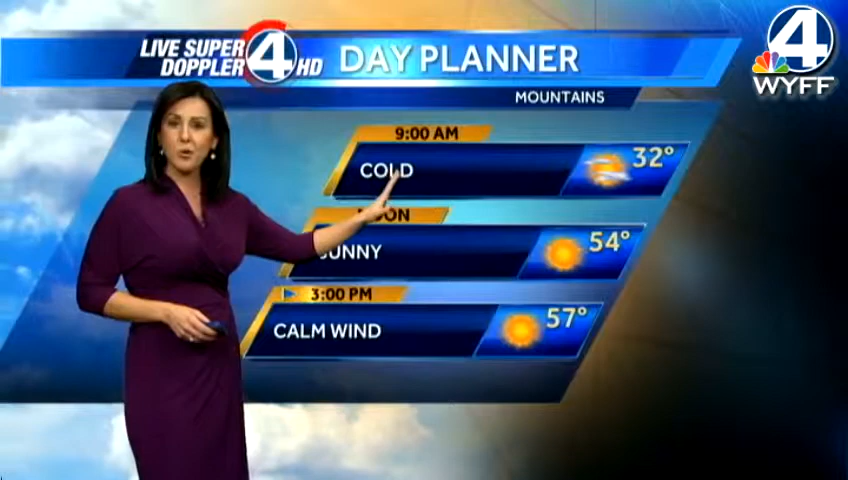 LIVE SUPER
DOPPLER 4 HD
DAY PLANNER
4
WYFF
MOUNTAINS
9:00 AM
COLD
32°
NOON
SUNNY
54°
3:00 PM
CALM WIND
57°